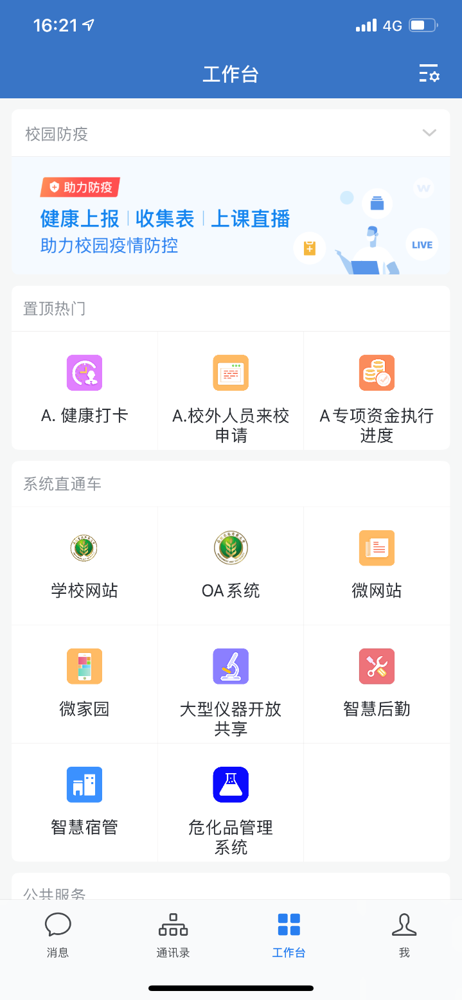 16:21
4G
工作台
校园防疫
助力防疫
W
健康上报 | 收集表 | 上课直播
助力校园疫情防控
LIVE
置顶热门
A. 健康打卡
A.校外人员来校
申请
A专项资金执行
进度
系统直通车
学校网站
OA系统
微网站
微家园
大型仪器开放
共享
智慧后勤
智慧宿管
危化品管理
系统
公共服务
消息
通讯录
工作台
我